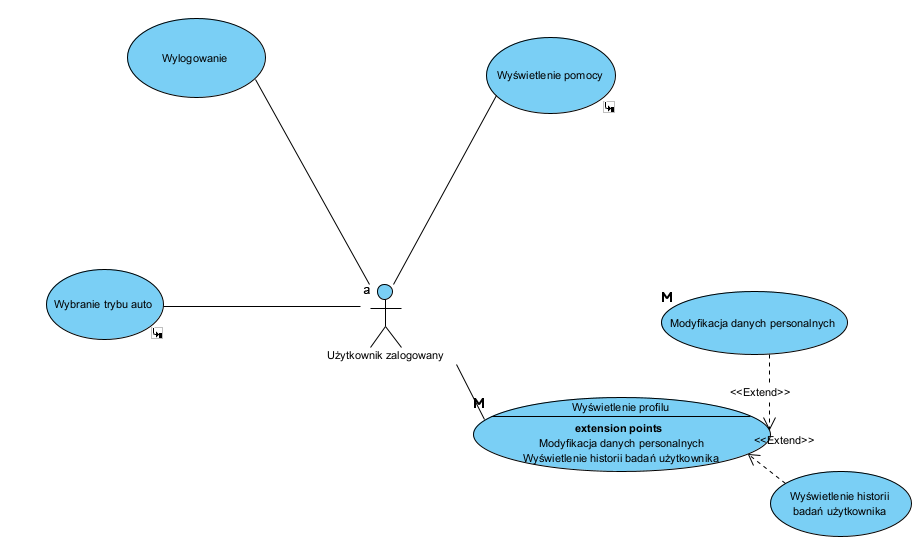 Wylogowanie
Wyświetlenie pomocy
Wybranie trybu auto
a
Użytkownik zalogowany
M
Modyfikacja danych personalnych
<<Extend>>
M
Wyświetlenie profilu
extension points
Modyfikacja danych personalnych
Wyświetlenie historii badań użytkownika
<<Extend>>
Wyświetlenie historii
badań użytkownika